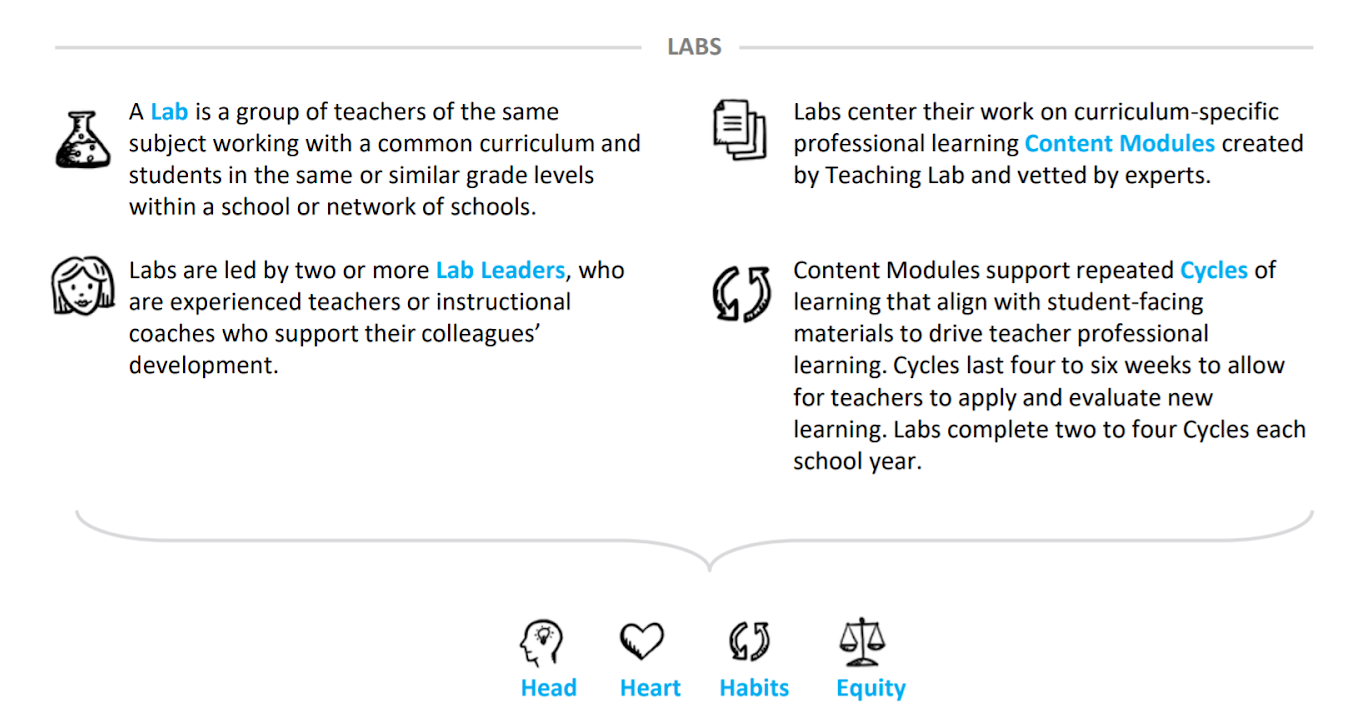 LABS
A Lab is a group of teachers of the same
subject working with a common curriculum and
students in the same or similar grade levels
within a school or network of schools.
Labs are led by two or more Lab Leaders, who
are experienced teachers or instructional
coaches who support their colleagues’
development.
Labs center their work on curriculum-specific
professional learning Content Modules created
by Teaching Lab and vetted by experts.
Content Modules support repeated Cycles of
learning that align with student-facing
materials to drive teacher professional
learning. Cycles last four to six weeks to allow
for teachers to apply and evaluate new
learning. Labs complete two to four Cycles each
school year.
Head Heart Habits Equity